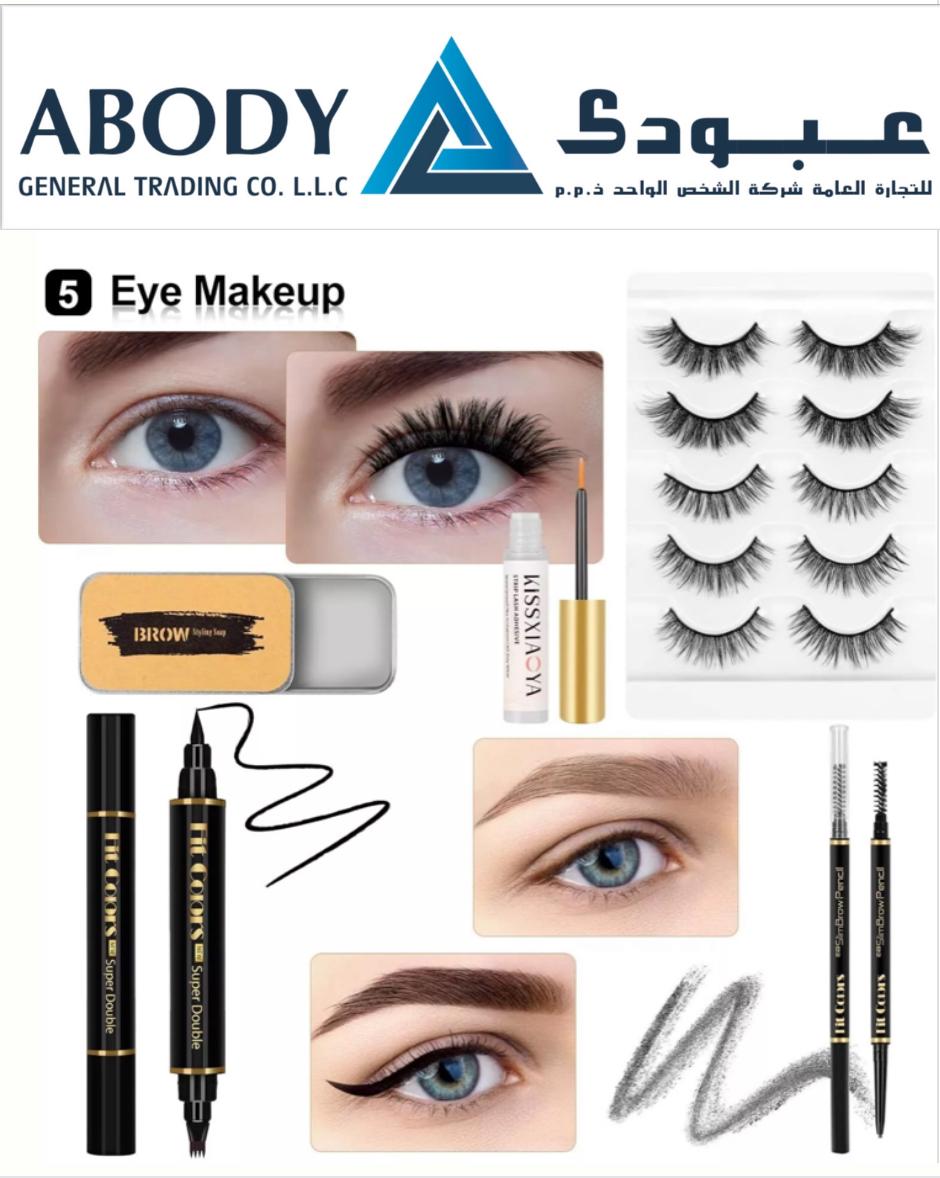 ABODY
GENERAL TRADING CO. L.L.C
عبودي
للتجارة العامة شركة الشخص الواحد ذ.م.م
5 Eye Makeup
BROW Styling Soap
KISSXIAOYA
STRIP LASH ADHESIVE
Fit Colors
Super Double
Fit Colors
Super Double
SlimBrow Pencil
Fit Colors
SlimBrow Pencil
Fit Colors